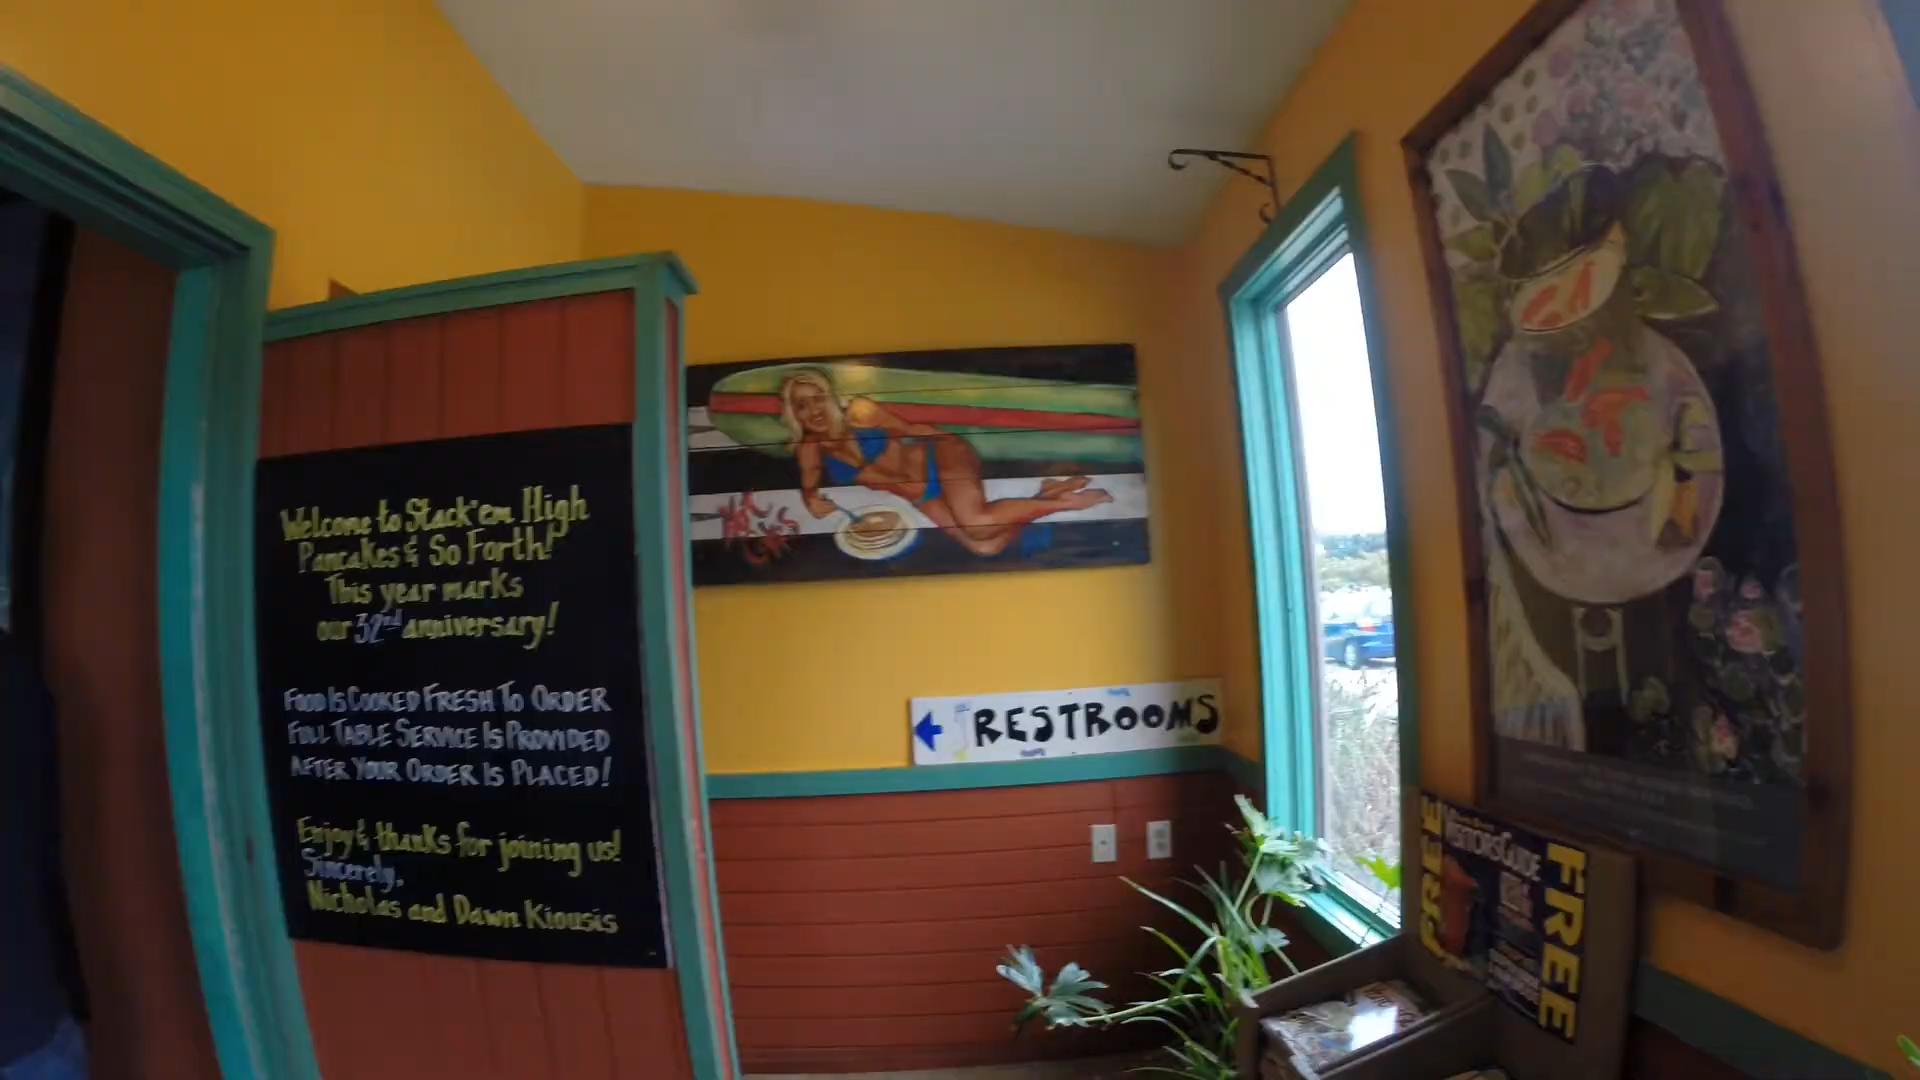 Welcome to Stack'em High
Pancakes & So Forth!
This year marks
our 32nd anniversary!
FOOD IS COOKED FRESH TO ORDER
FULL TABLE SERVICE IS PROVIDED
AFTER YOUR ORDER IS PLACED!
Enjoy & thanks for joining us!
Sincerely,
Nicholas and Dawn Kiousis
RESTROOMS
FREE
VISITORS GUIDE
FREE